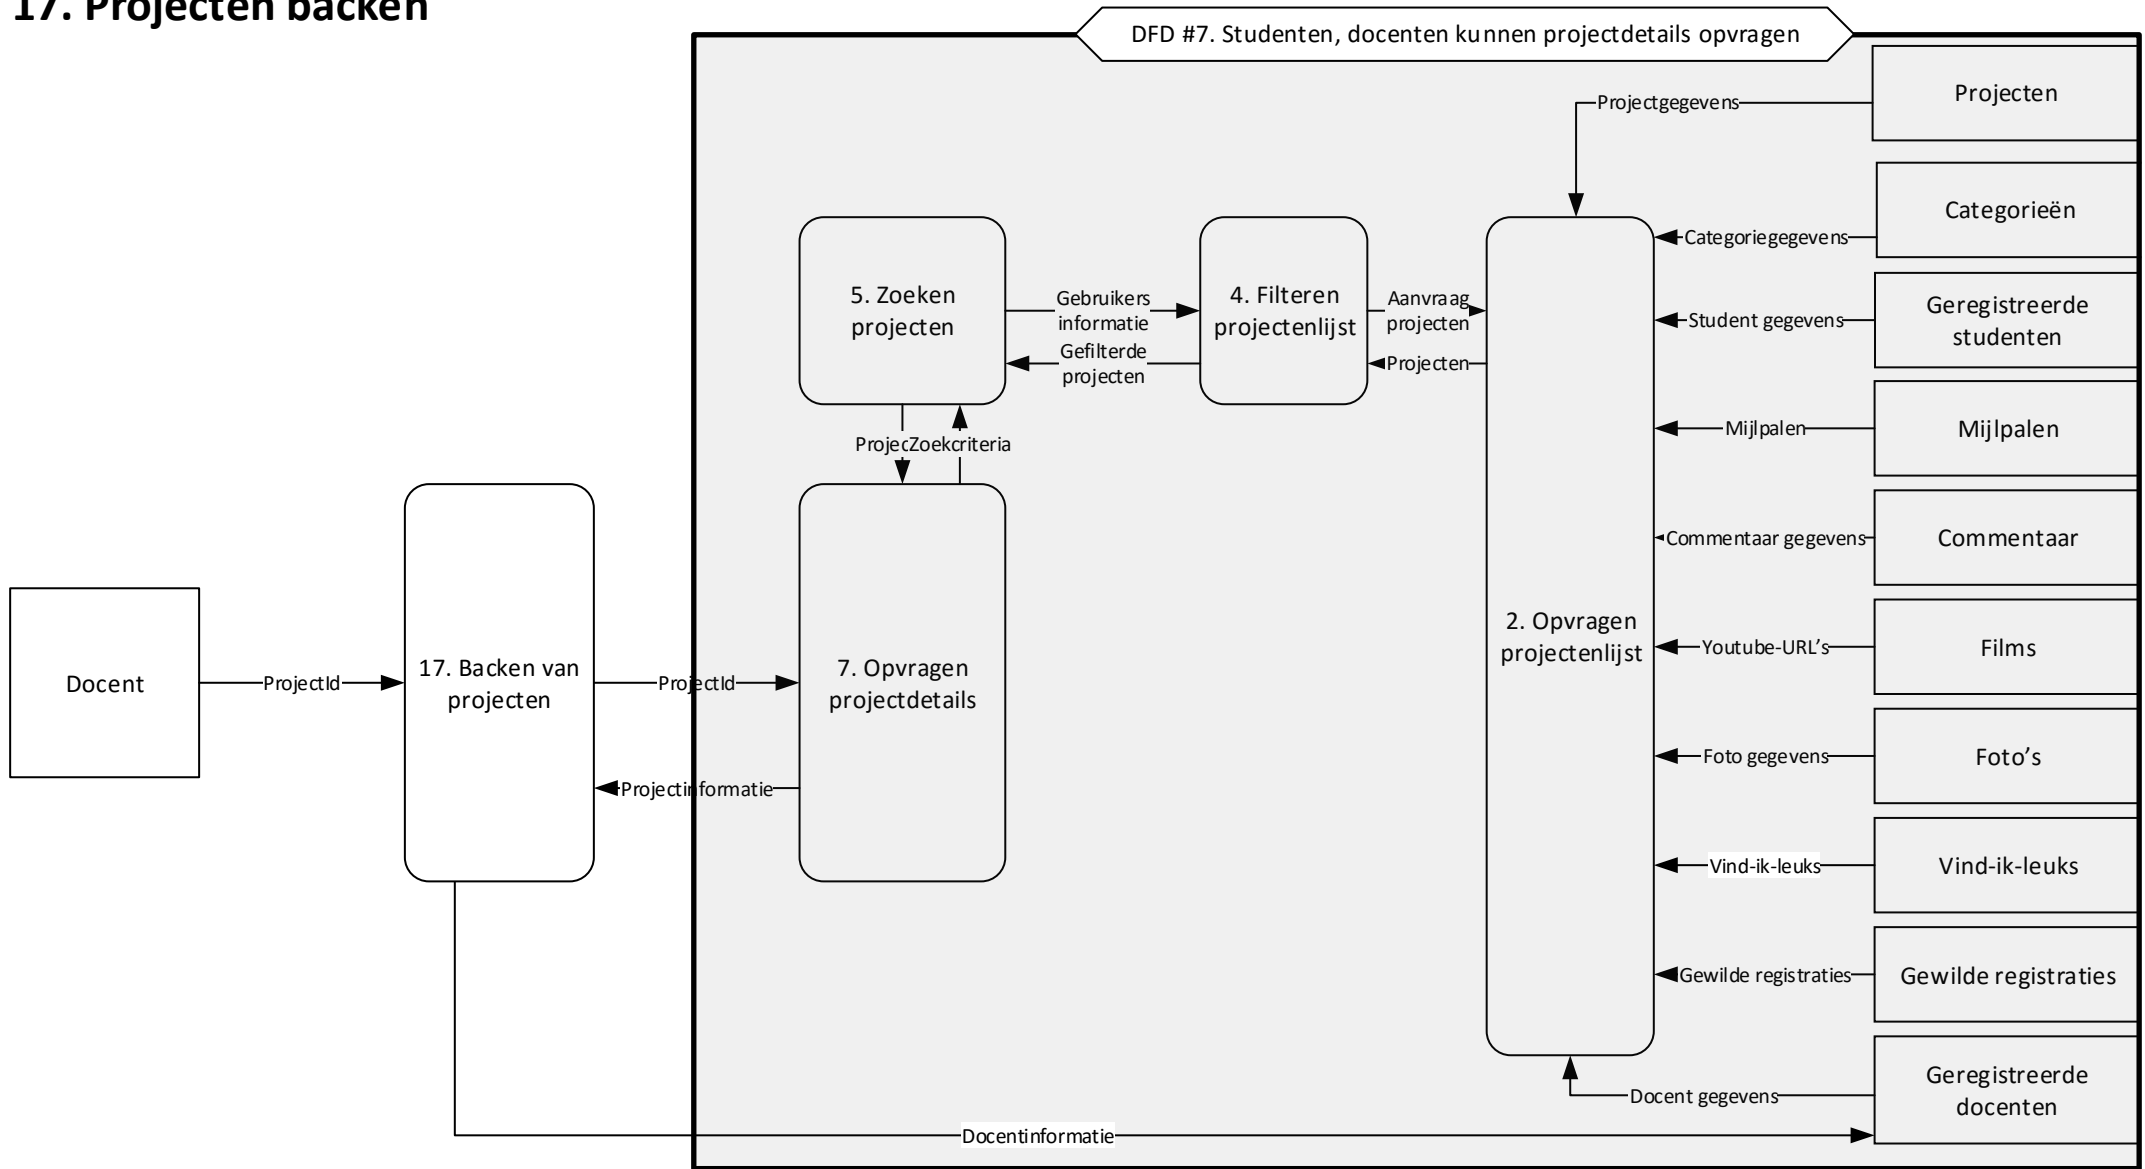 17. Projecten backen
DFD #7. Studenten, docenten kunnen projectdetails opvragen
Projecten
Projectgegevens
Categorieën
Categoriegegevens
5. Zoeken
projecten
Gebruikers
informatie
Gefilterde
projecten
4. Filteren
projectenlijst
Aanvraag
projecten
Projecten
Geregistreerde
studenten
Student gegevens
Mijlpalen
Mijlpalen
Zoekcriteria
Commentaar gegevens
Commentaar
Docent
ProjectId
17. Backen van
projecten
ProjectId
7. Opvragen
projectdetails
Projectinformatie
2. Opvragen
projectenlijst
Youtube-URL’s
Films
Foto gegevens
Foto’s
Vind-ik-leuks
Vind-ik-leuks
Gewilde registraties
Gewilde registraties
Docent gegevens
Geregistreerde
docenten
Docentinformatie